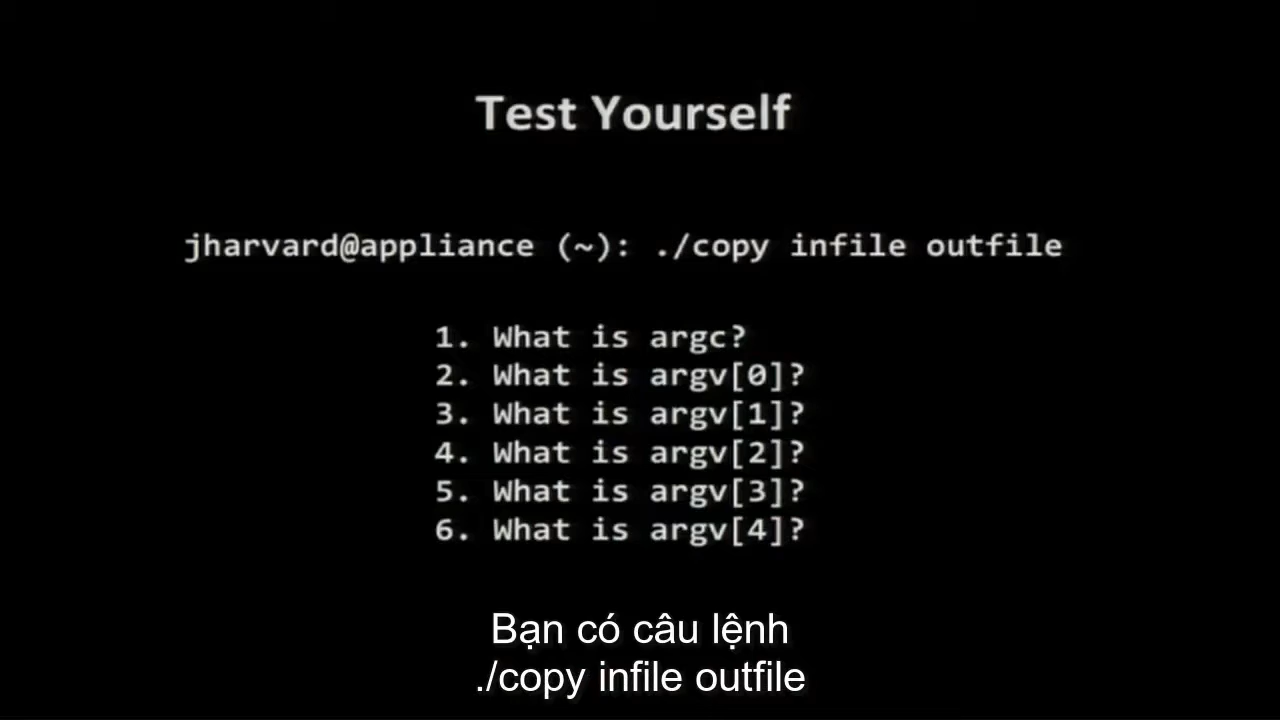 Test Yourself
jharvard@appliance (~): ./copy infile outfile
1. What is argc?
2. What is argv[0]?
3. What is argv[1]?
4. What is argv[2]?
5. What is argv[3]?
6. What is argv[4]?
Bạn có câu lệnh
./copy infile outfile